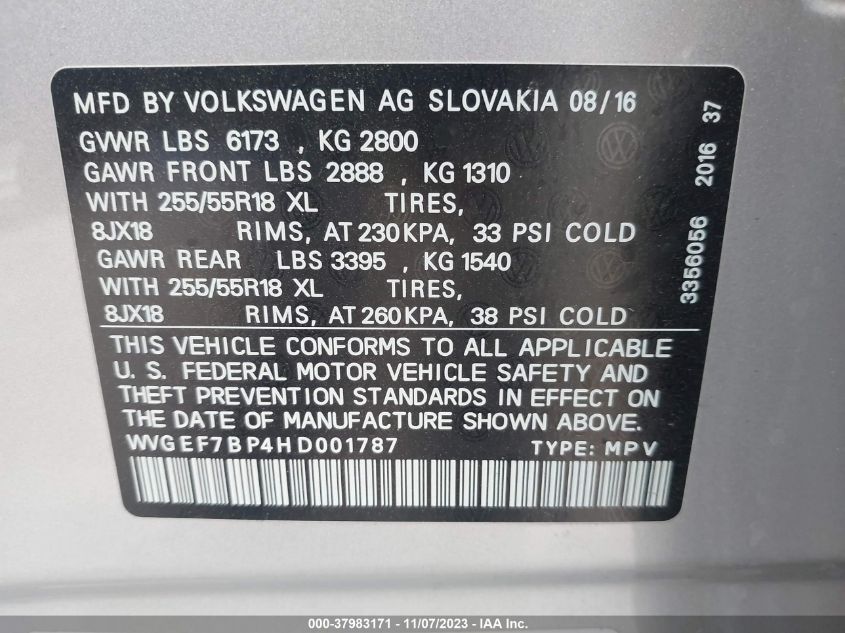 MFD BY VOLKSWAGEN AG SLOVAKIA 08/16
GVWR LBS 6173 , KG 2800
GAWR FRONT LBS 2888 , KG 1310
WITH 255/55R18 XL TIRES,
8JX18 RIMS, AT 230KPA, 33 PSI COLD
GAWR REAR LBS 3395 , KG 1540
WITH 255/55R18 XL TIRES,
8JX18 RIMS, AT 260KPA, 38 PSI COLD
THIS VEHICLE CONFORMS TO ALL APPLICABLE
U. S. FEDERAL MOTOR VEHICLE SAFETY AND
THEFT PREVENTION STANDARDS IN EFFECT ON
THE DATE OF MANUFACTURE SHOWN ABOVE.
WVGEF7BP4HD001787 TYPE: MPV
3356056 2016 37
000-37983171 - 11/07/2023 - IAA Inc.